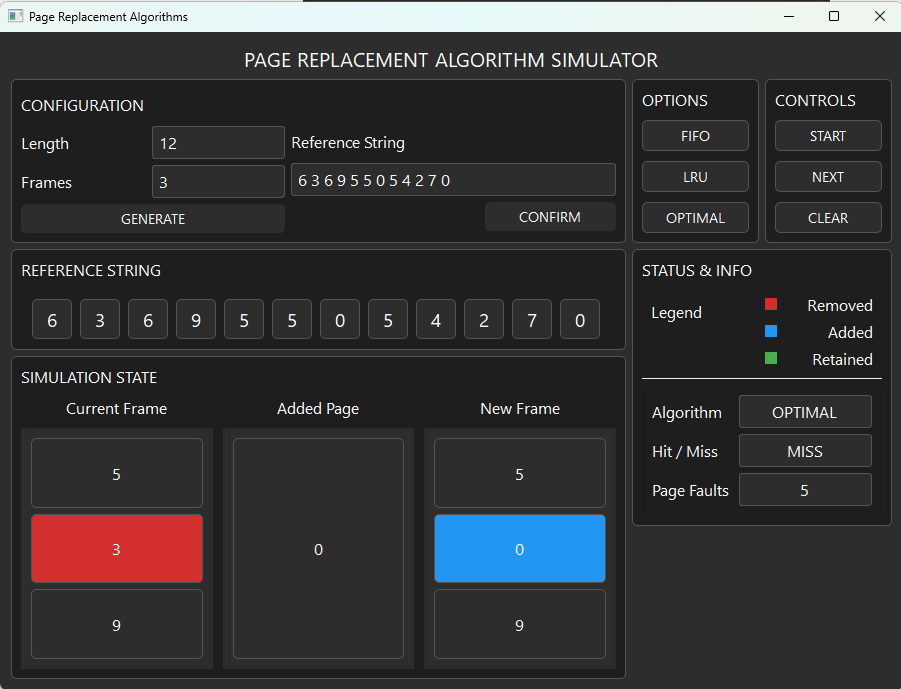 Page Replacement Algorithms
PAGE REPLACEMENT ALGORITHM SIMULATOR
CONFIGURATION
Length
12
Reference String
Frames
3
6 3 6 9 5 5 0 5 4 2 7 0
GENERATE
CONFIRM
OPTIONS
FIFO
LRU
OPTIMAL
CONTROLS
START
NEXT
CLEAR
REFERENCE STRING
6 3 6 9 5 5 0 5 4 2 7 0
SIMULATION STATE
Current Frame
Added Page
New Frame
5
3
9
0
5
0
9
STATUS & INFO
Legend
Removed
Added
Retained
Algorithm
OPTIMAL
Hit / Miss
MISS
Page Faults
5